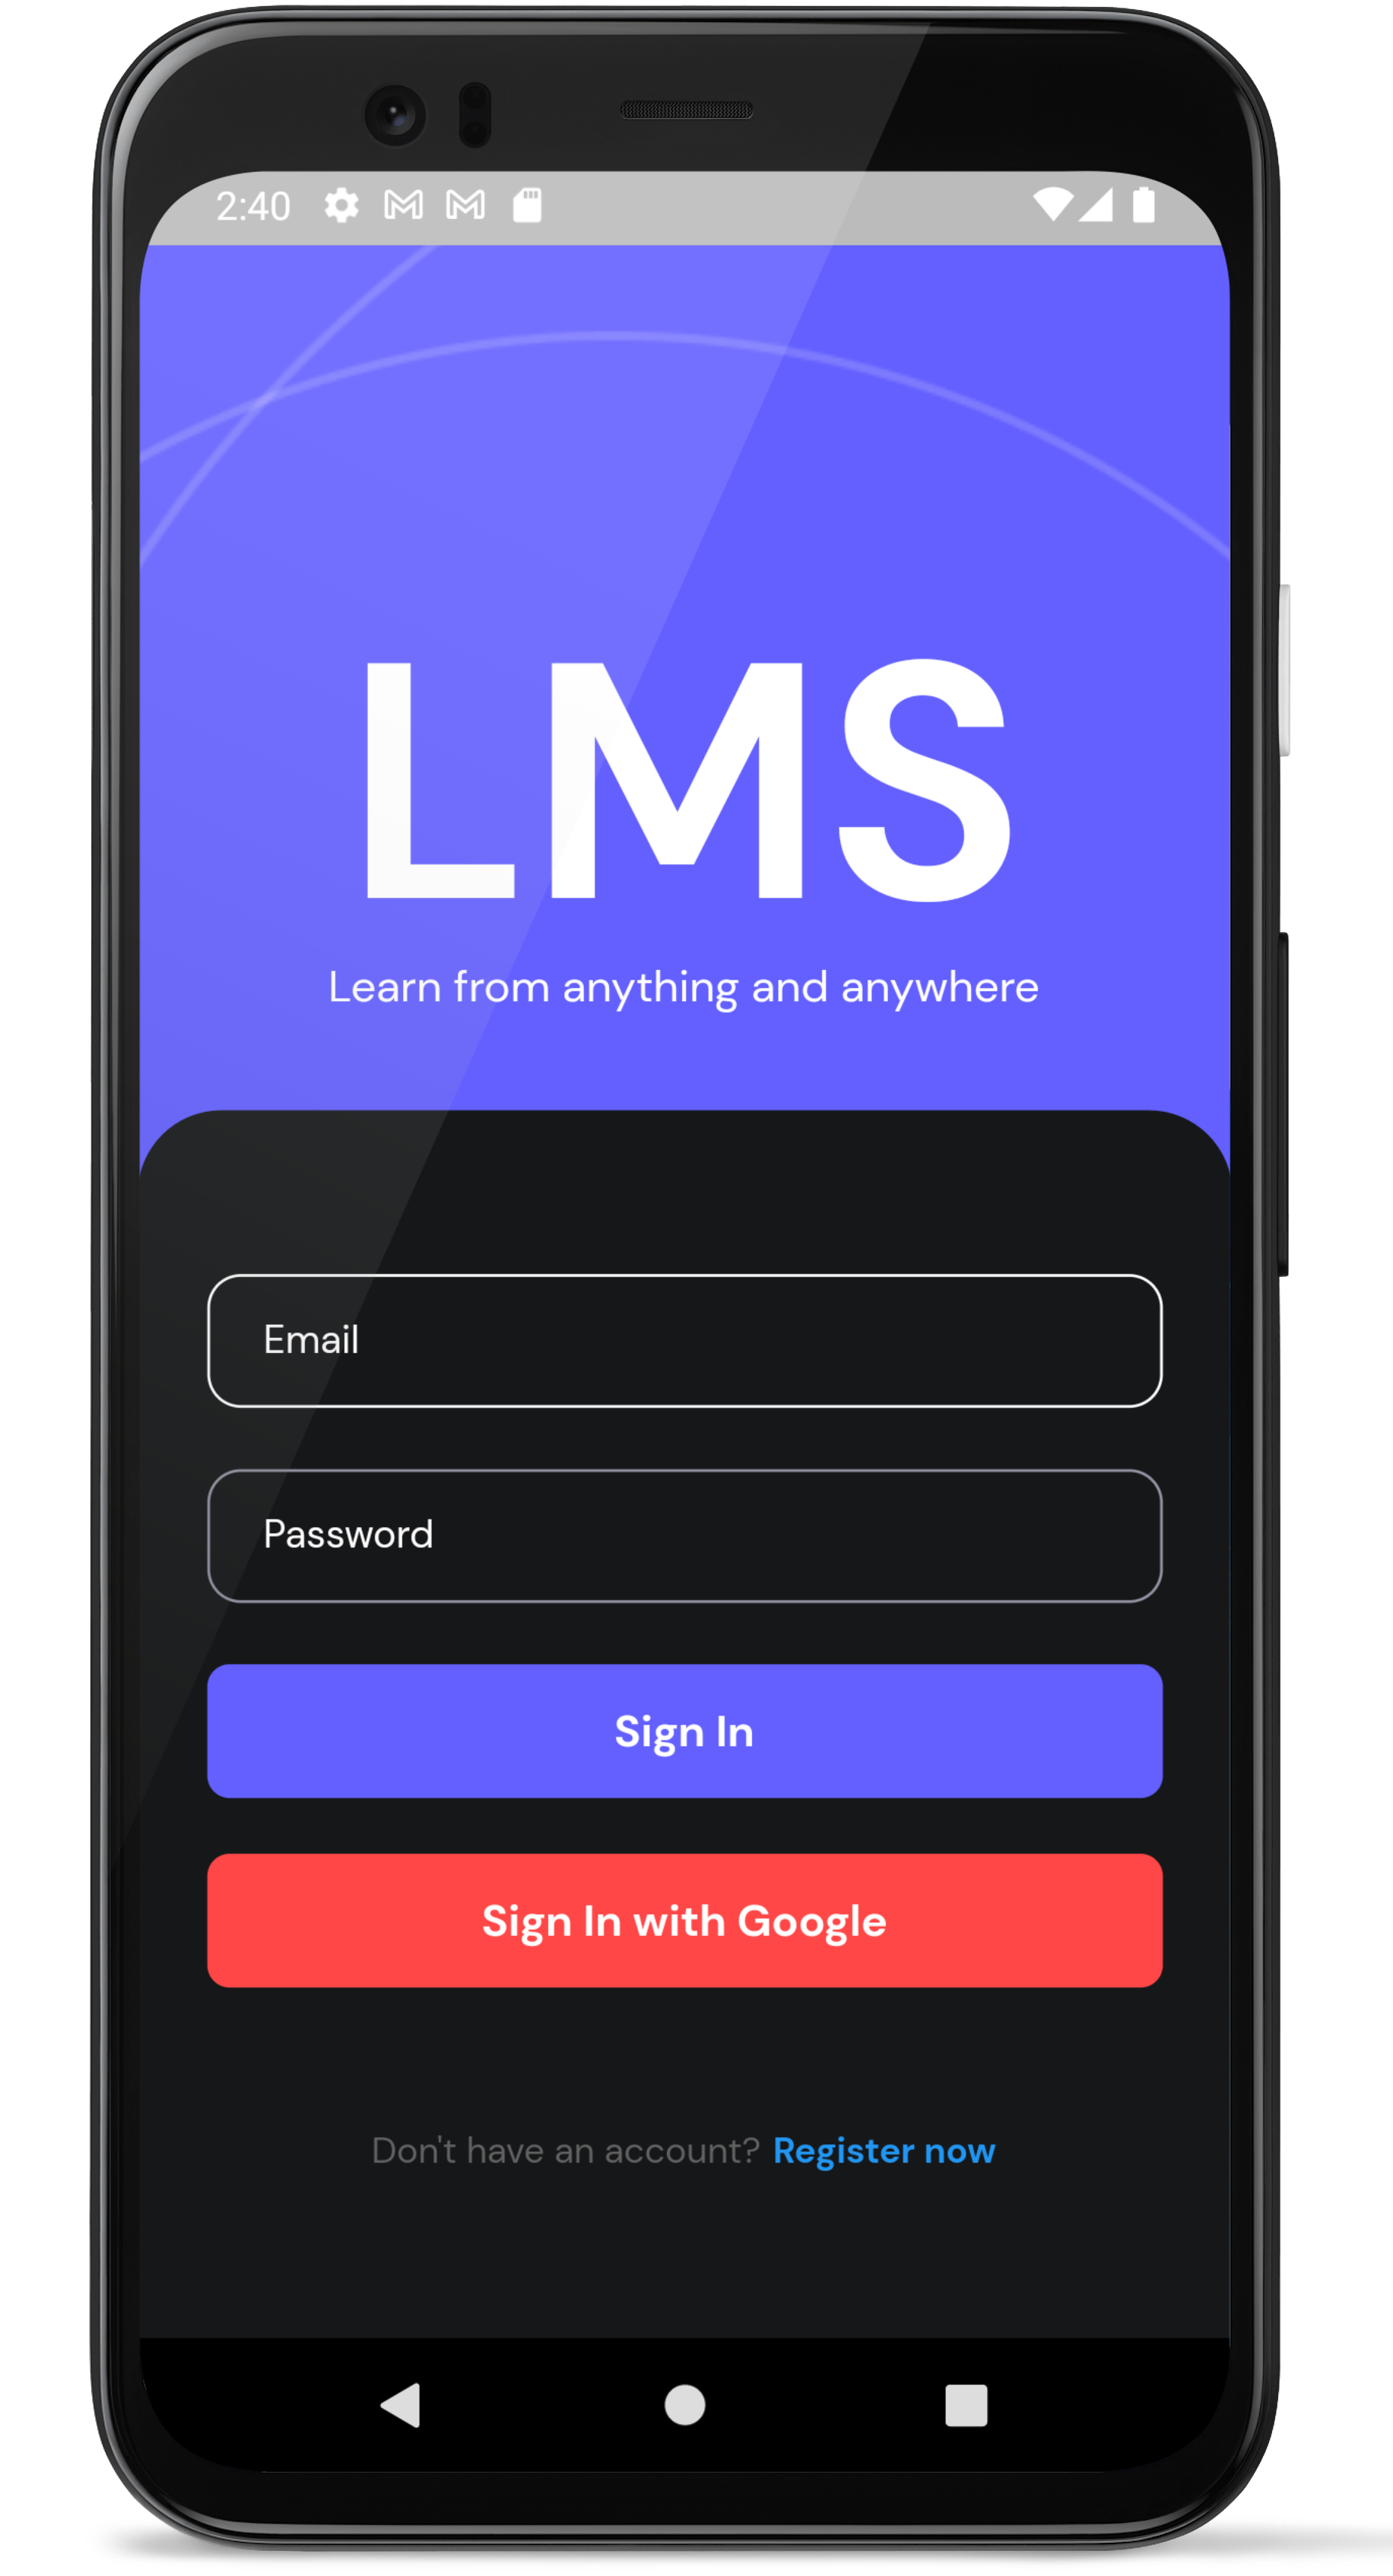 2:40
LMS
Learn from anything and anywhere
Email
Password
Sign In
Sign In with Google
Don't have an account? Register now